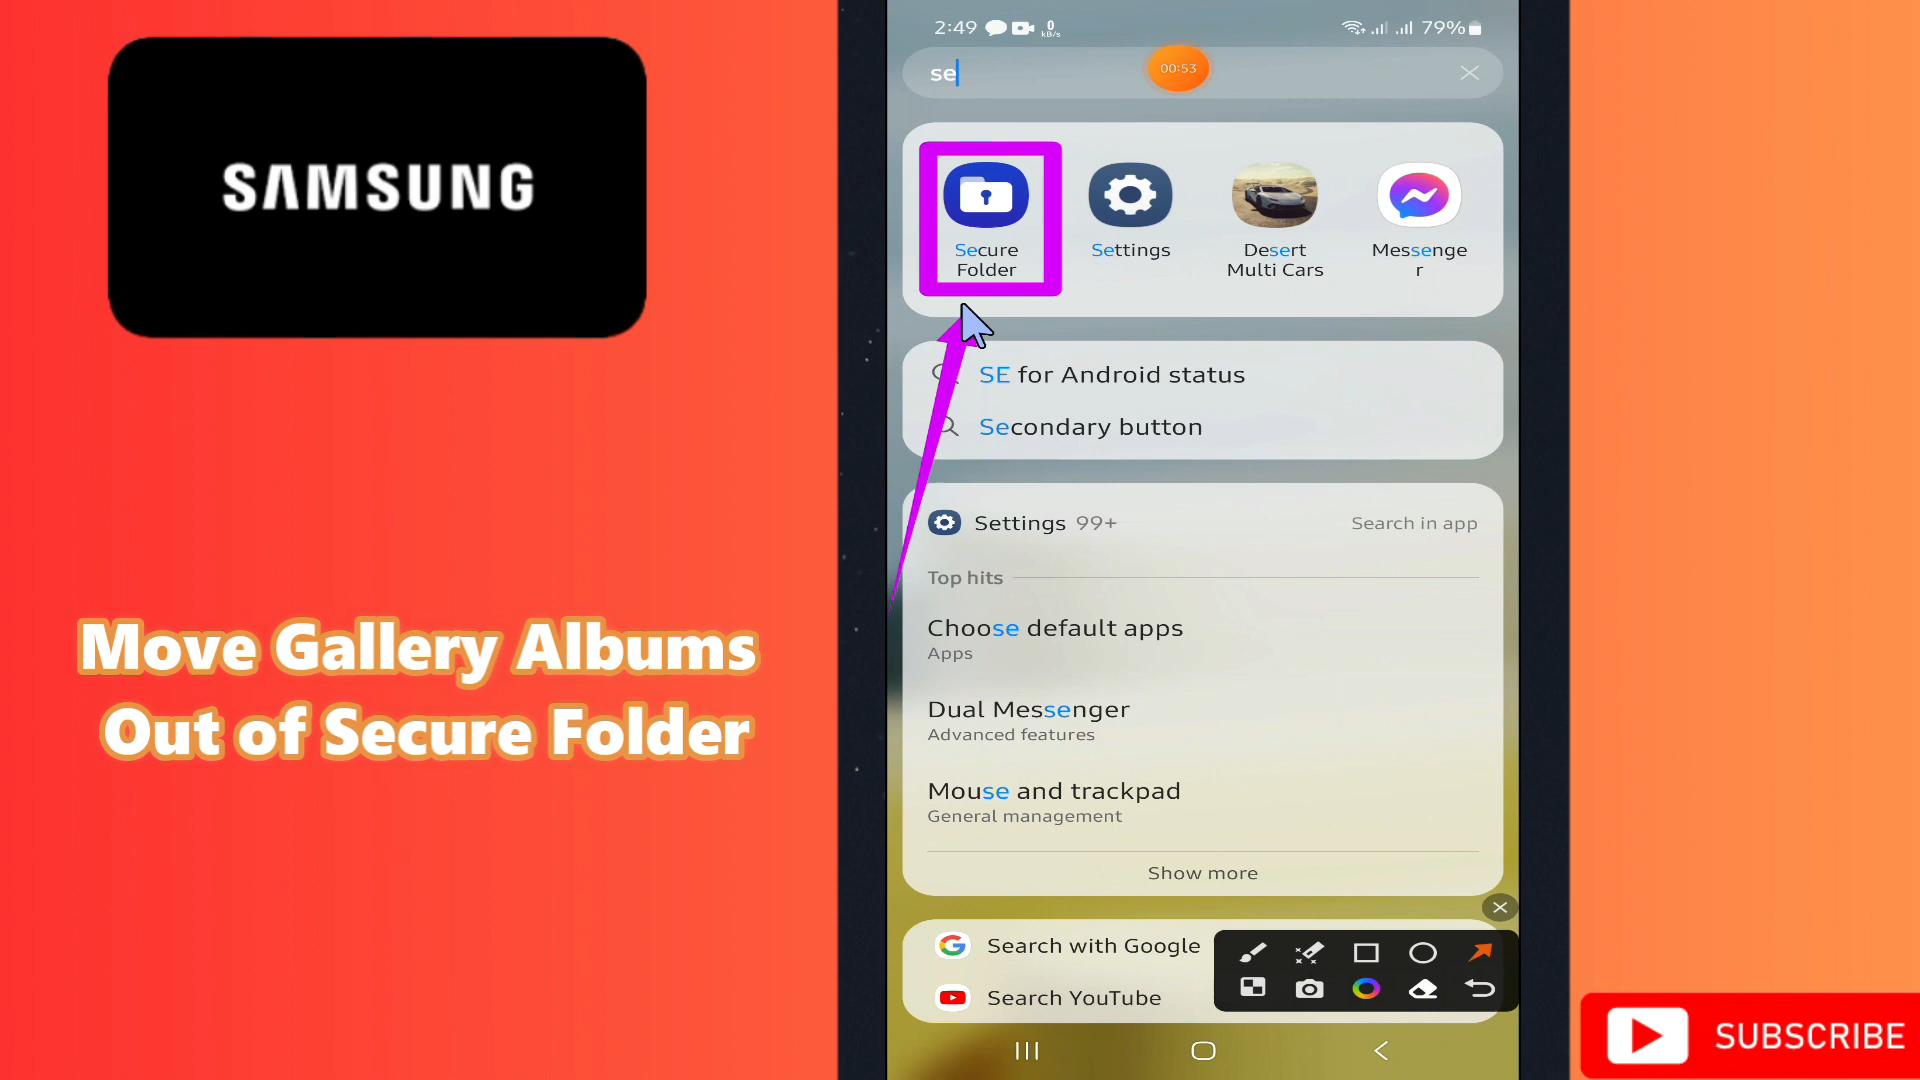 SAMSUNG
Move Gallery Albums
Out of Secure Folder
2:49 0 kB/s 79%
se
00:53
Secure Folder
Settings
Desert Multi Cars
Messenge
r
SE for Android status
Secondary button
Settings 99+ Search in app
Top hits
Choose default apps
Apps
Dual Messenger
Advanced features
Mouse and trackpad
General management
Show more
Search with Google
Search YouTube
SUBSCRIBE